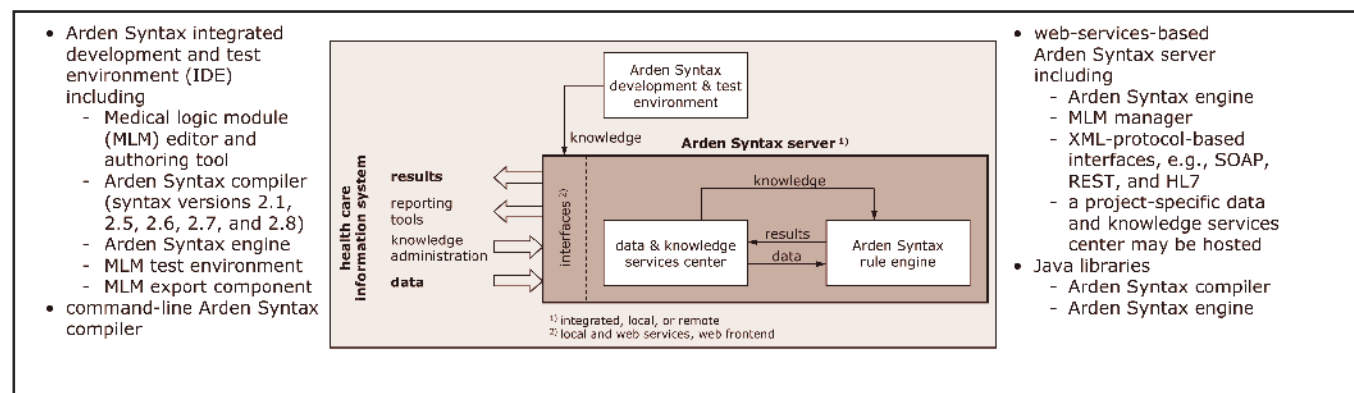 • Arden Syntax integrated
development and test
environment (IDE)
including
- Medical logic module
(MLM) editor and
authoring tool
- Arden Syntax compiler
(syntax versions 2.1,
2.5, 2.6, 2.7, and 2.8)
- Arden Syntax engine
- MLM test environment
- MLM export component
• command-line Arden Syntax
compiler
health care
information system
Arden Syntax
development & test
environment
knowledge
Arden Syntax server 1)
results
reporting
tools
knowledge
administration
data
interfaces 2)
knowledge
data & knowledge
services center
results
data
Arden Syntax
rule engine
1) integrated, local, or remote
2) local and web services, web frontend
• web-services-based
Arden Syntax server
including
- Arden Syntax engine
- MLM manager
- XML-protocol-based
interfaces, e.g., SOAP,
REST, and HL7
- a project-specific data
and knowledge services
center may be hosted
• Java libraries
- Arden Syntax compiler
- Arden Syntax engine